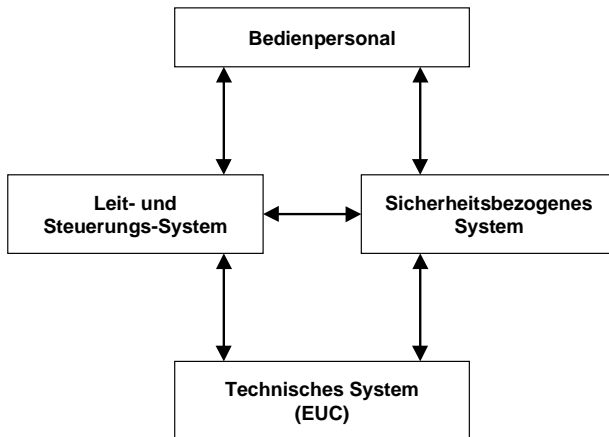 Bedienpersonal
Leit- und
Steuerungs-System
Sicherheitsbezogenes
System
Technisches System
(EUC)